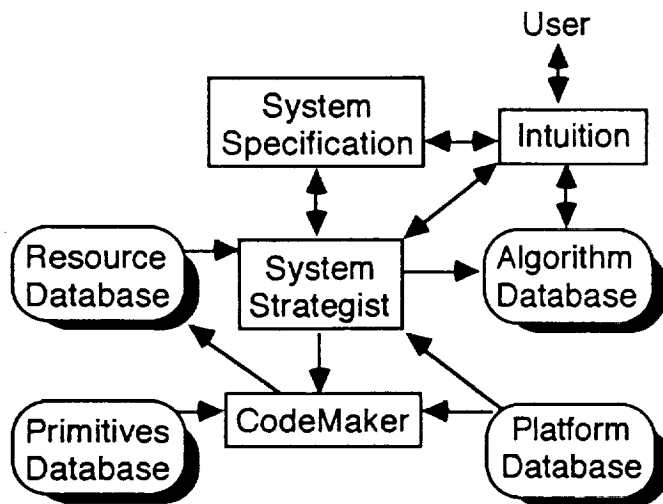 User
System
Specification
Intuition
Resource
Database
System
Strategist
Algorithm
Database
Primitives
Database
CodeMaker
Platform
Database